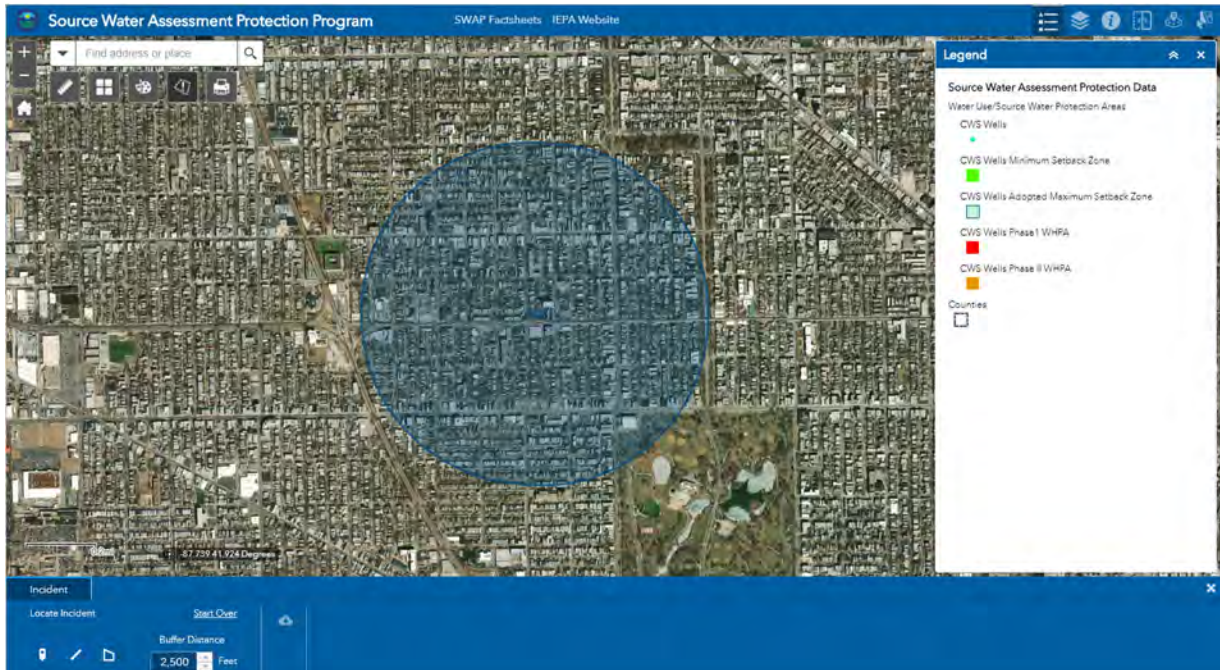 Source Water Assessment Protection Program
SWAP Factsheets IEPA Website
Find address or place
Legend
Source Water Assessment Protection Data
Water Use/Source Water Protection Areas
CWS Wells
CWS Wells Minimum Setback Zone
CWS Wells Adopted Maximum Setback Zone
CWS Wells Phase1 WHPA
CWS Wells Phase II WHPA
Counties
-87.739 41.924 Degrees
Incident
Locate Incident
Start Over
Buffer Distance
2,500 Feet